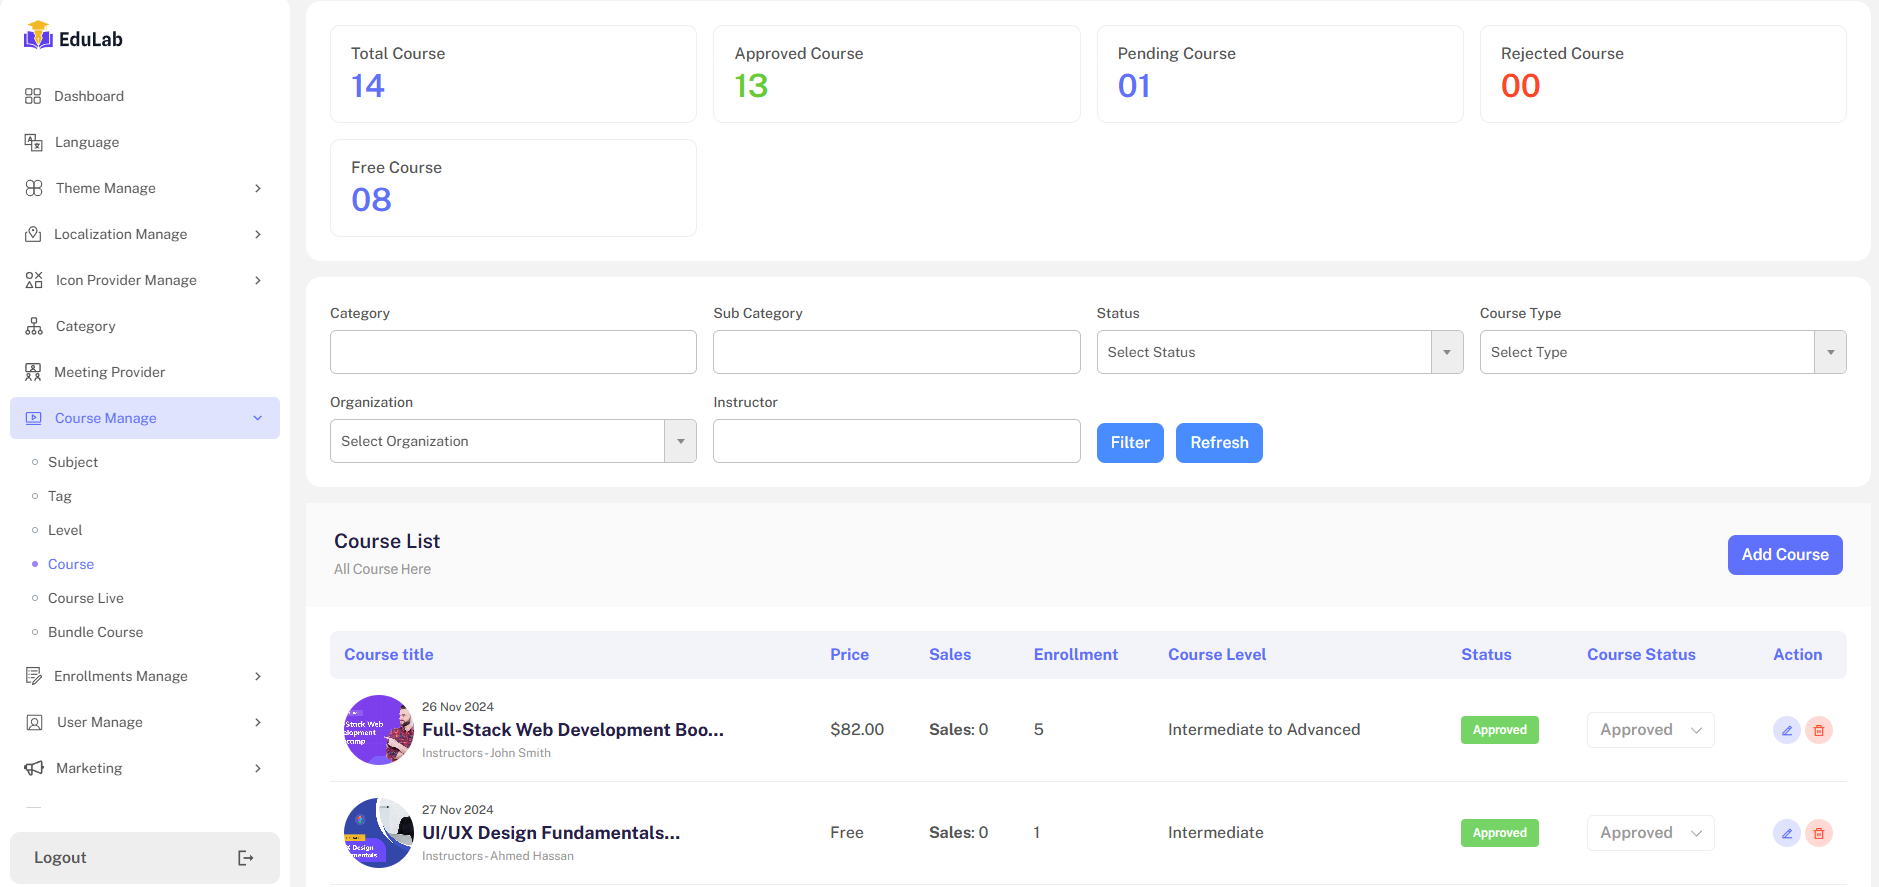 EduLab
Dashboard
Language
Theme Manage
Localization Manage
Icon Provider Manage
Category
Meeting Provider
Course Manage
Subject
Tag
Level
Course
Course Live
Bundle Course
Enrollments Manage
User Manage
Marketing
Logout
Total Course
14
Approved Course
13
Pending Course
01
Rejected Course
00
Free Course
08
Category
Sub Category
Status
Select Status
Course Type
Select Type
Organization
Select Organization
Instructor
Filter
Refresh
Course List
All Course Here
Add Course
Course title Price Sales Enrollment Course Level Status Course Status Action
Stack Web
26 Nov 2024
Full-Stack Web Development Boo...
Instructors - John Smith
$82.00
Sales: 0
5
Intermediate to Advanced
Approved
Approved
27 Nov 2024
UI/UX Design Fundamentals...
Instructors - Ahmed Hassan
Free
Sales: 0
1
Intermediate
Approved
Approved